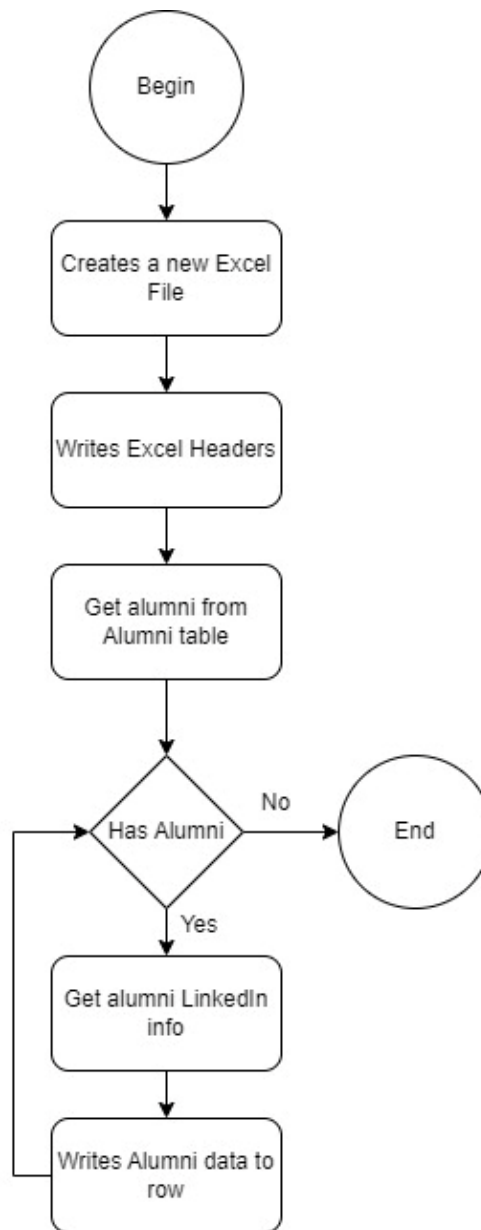 Begin
Creates a new Excel
File
Writes Excel Headers
Get alumni from
Alumni table
Has Alumni
No
End
Yes
Get alumni LinkedIn
info
Writes Alumni data to
row